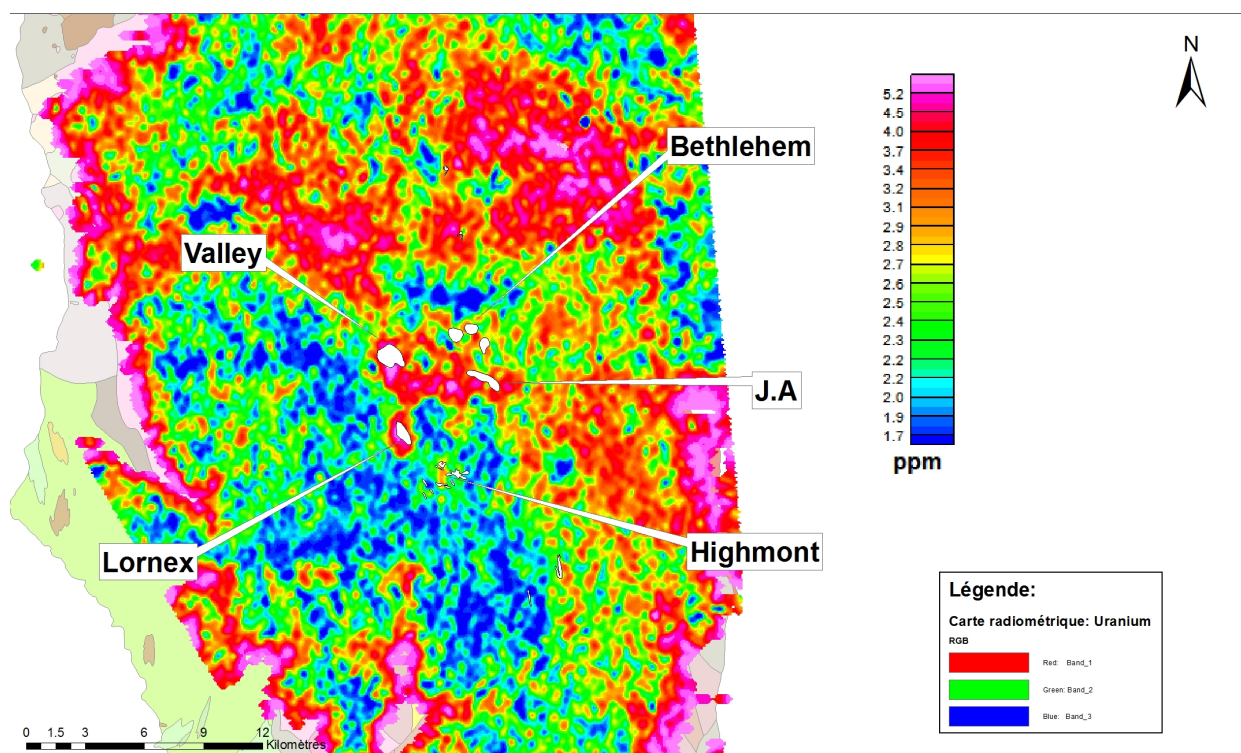 N
Bethlehem
Valley
J.A
Lornex
Highmont
5.2
4.5
4.0
3.7
3.4
3.2
3.1
2.9
2.8
2.7
2.6
2.5
2.4
2.3
2.2
2.2
2.0
1.9
1.7
ppm
Légende:
Carte radiométrique: Uranium
RGB
Red: Band_1
Green: Band_2
Blue: Band_3
0 1.5 3 6 9 12
Kilomètres